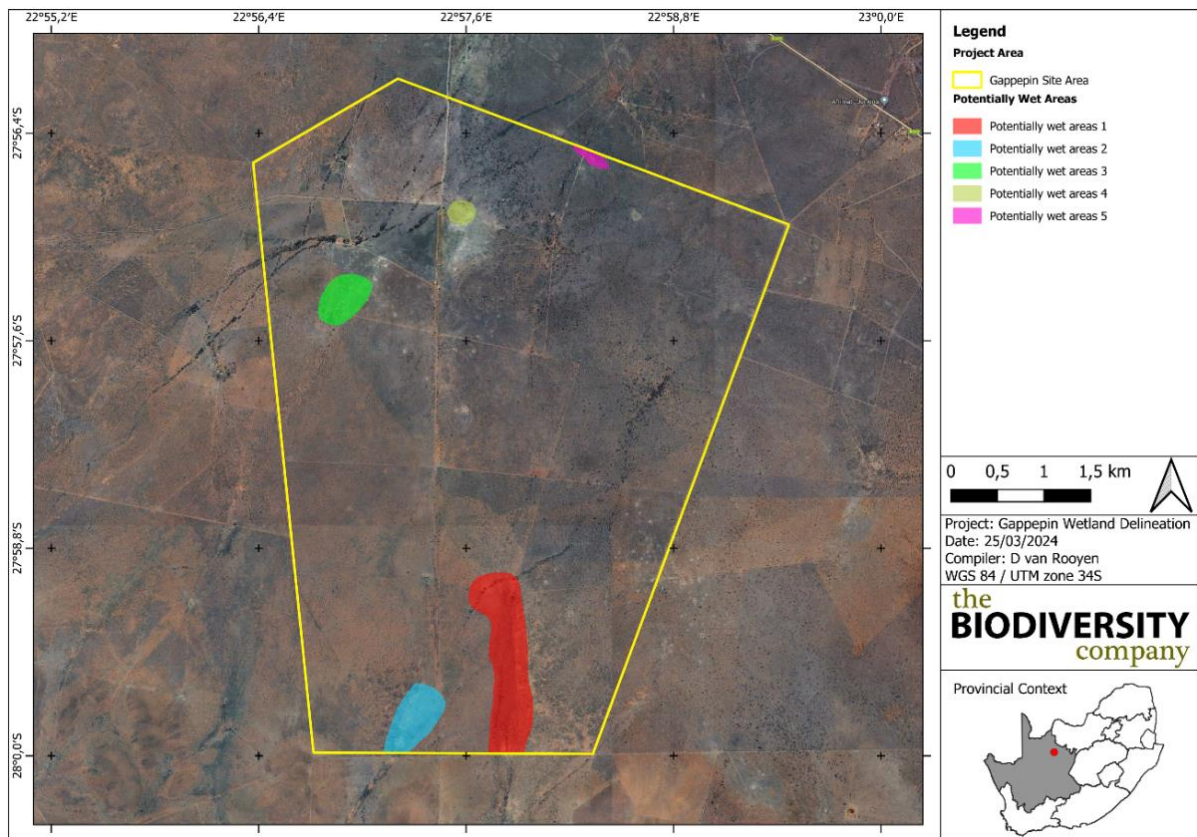 22°55,2'E 22°56,4'E 22°57,6'E 22°58,8'E 23°0,0'E
27°56,4'S
27°57,6'S
27°58,8'S
28°0,0'S
Legend
Project Area
Gappepin Site Area
Potentially Wet Areas
Potentially wet areas 1
Potentially wet areas 2
Potentially wet areas 3
Potentially wet areas 4
Potentially wet areas 5
0 0,5 1 1,5 km
Project: Gappepin Wetland Delineation
Date: 25/03/2024
Compiler: D van Rooyen
WGS 84 / UTM zone 34S
the
BIODIVERSITY
company
Provincial Context